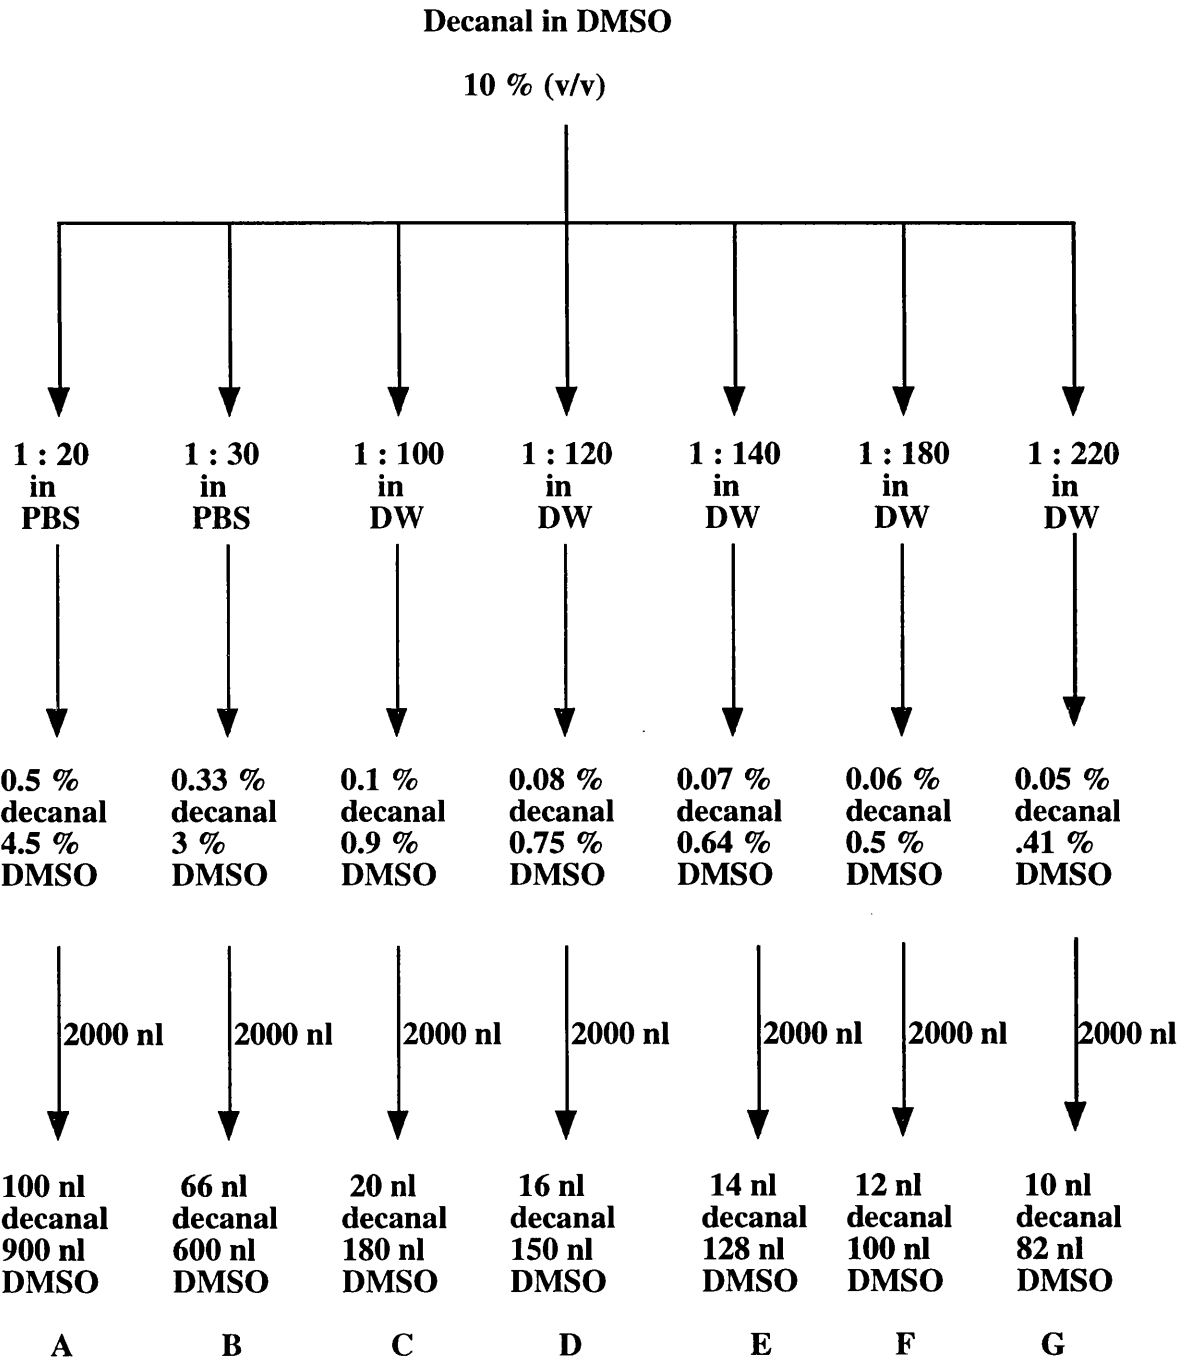 Decanal in DMSO
10 % (v/v)
1 : 20
in
PBS
1 : 30
in
PBS
1 : 100
in
DW
1 : 120
in
DW
1 : 140
in
DW
1 : 180
in
DW
1 : 220
in
DW
0.5 %
decanal
4.5 %
DMSO
0.33 %
decanal
3 %
DMSO
0.1 %
decanal
0.9 %
DMSO
0.08 %
decanal
0.75 %
DMSO
0.07 %
decanal
0.64 %
DMSO
0.06 %
decanal
0.5 %
DMSO
0.05 %
decanal
.41 %
DMSO
2000 nl
2000 nl
2000 nl
2000 nl
2000 nl
2000 nl
2000 nl
100 nl
decanal
900 nl
DMSO
66 nl
decanal
600 nl
DMSO
20 nl
decanal
180 nl
DMSO
16 nl
decanal
150 nl
DMSO
14 nl
decanal
128 nl
DMSO
12 nl
decanal
100 nl
DMSO
10 nl
decanal
82 nl
DMSO
A
B
C
D
E
F
G